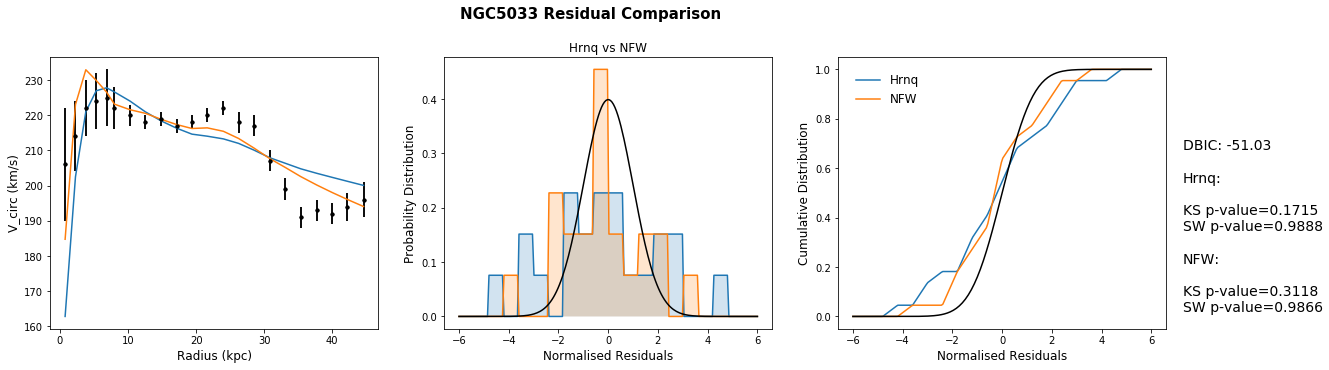 NGC5033 Residual Comparison
Hrnq vs NFW
V_circ (km/s)
230
220
210
200
190
180
170
160
0
10
20
30
40
Radius (kpc)
Probability Distribution
0.4
0.3
0.2
0.1
0.0
−6
−4
−2
0
2
4
6
Normalised Residuals
Cumulative Distribution
1.0
0.8
0.6
0.4
0.2
0.0
Hrnq
NFW
−6
−4
−2
0
2
4
6
Normalised Residuals
DBIC: -51.03
Hrnq:
KS p-value=0.1715
SW p-value=0.9888
NFW:
KS p-value=0.3118
SW p-value=0.9866